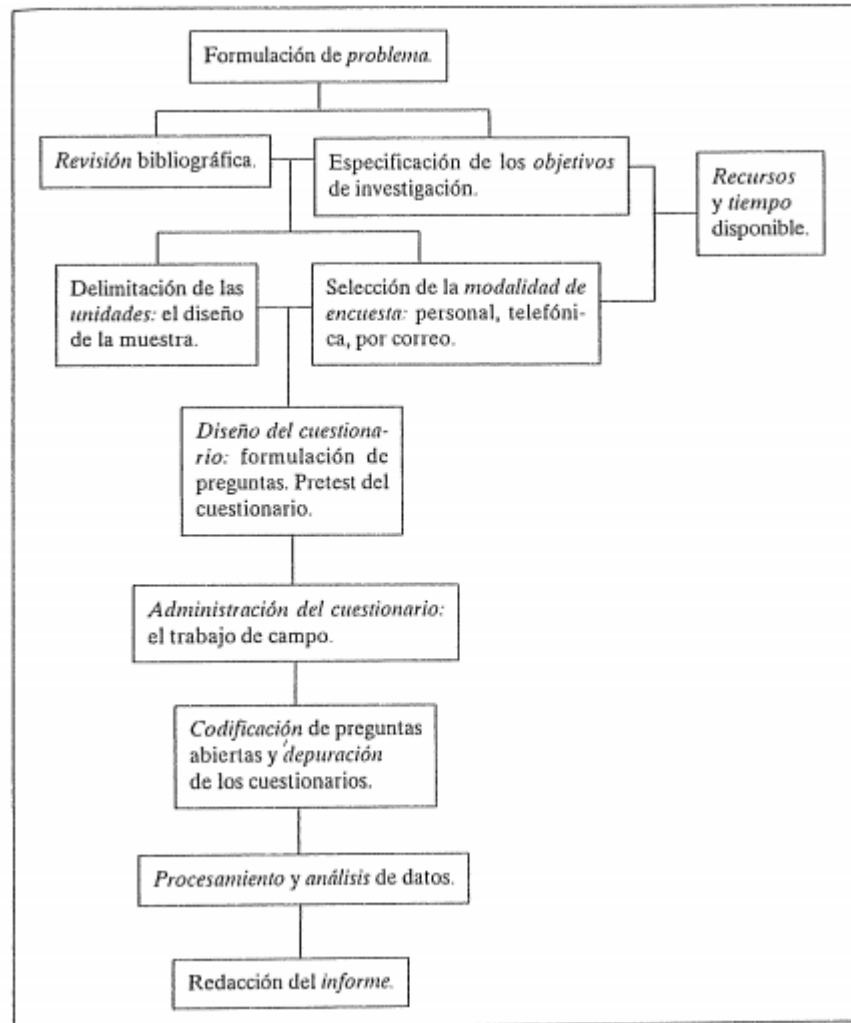 Formulación de problema.
Revisión bibliográfica.
Especificación de los objetivos
de investigación.
Recursos
y tiempo
disponible.
Delimitación de las
unidades: el diseño
de la muestra.
Selección de la modalidad de
encuesta: personal, telefóni-
ca, por correo.
Diseño del cuestiona-
rio: formulación de
preguntas. Pretest del
cuestionario.
Administración del cuestionario:
el trabajo de campo.
Codificación de preguntas
abiertas y depuración
de los cuestionarios.
Procesamiento y análisis de datos.
Redacción del informe.